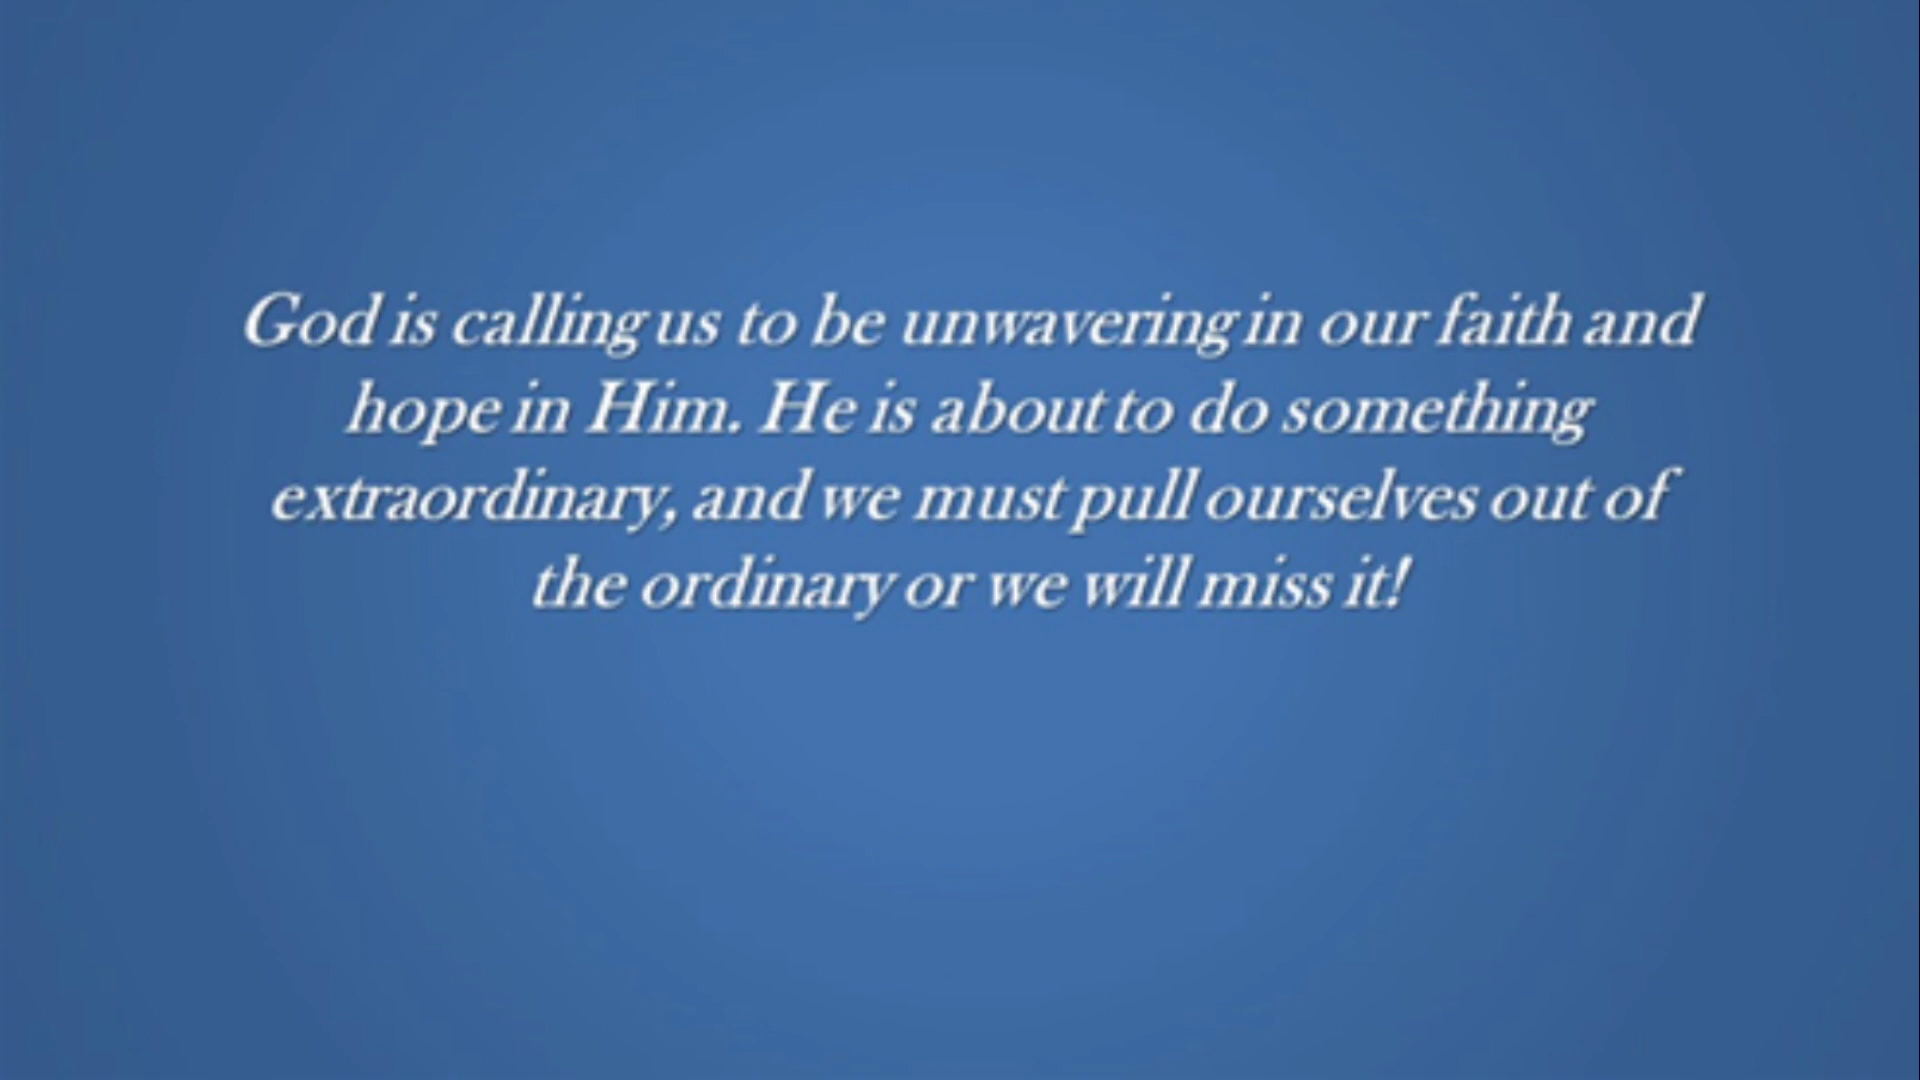 God is calling us to be unwavering in our faith and
hope in Him. He is about to do something
extraordinary, and we must pull ourselves out of
the ordinary or we will miss it!